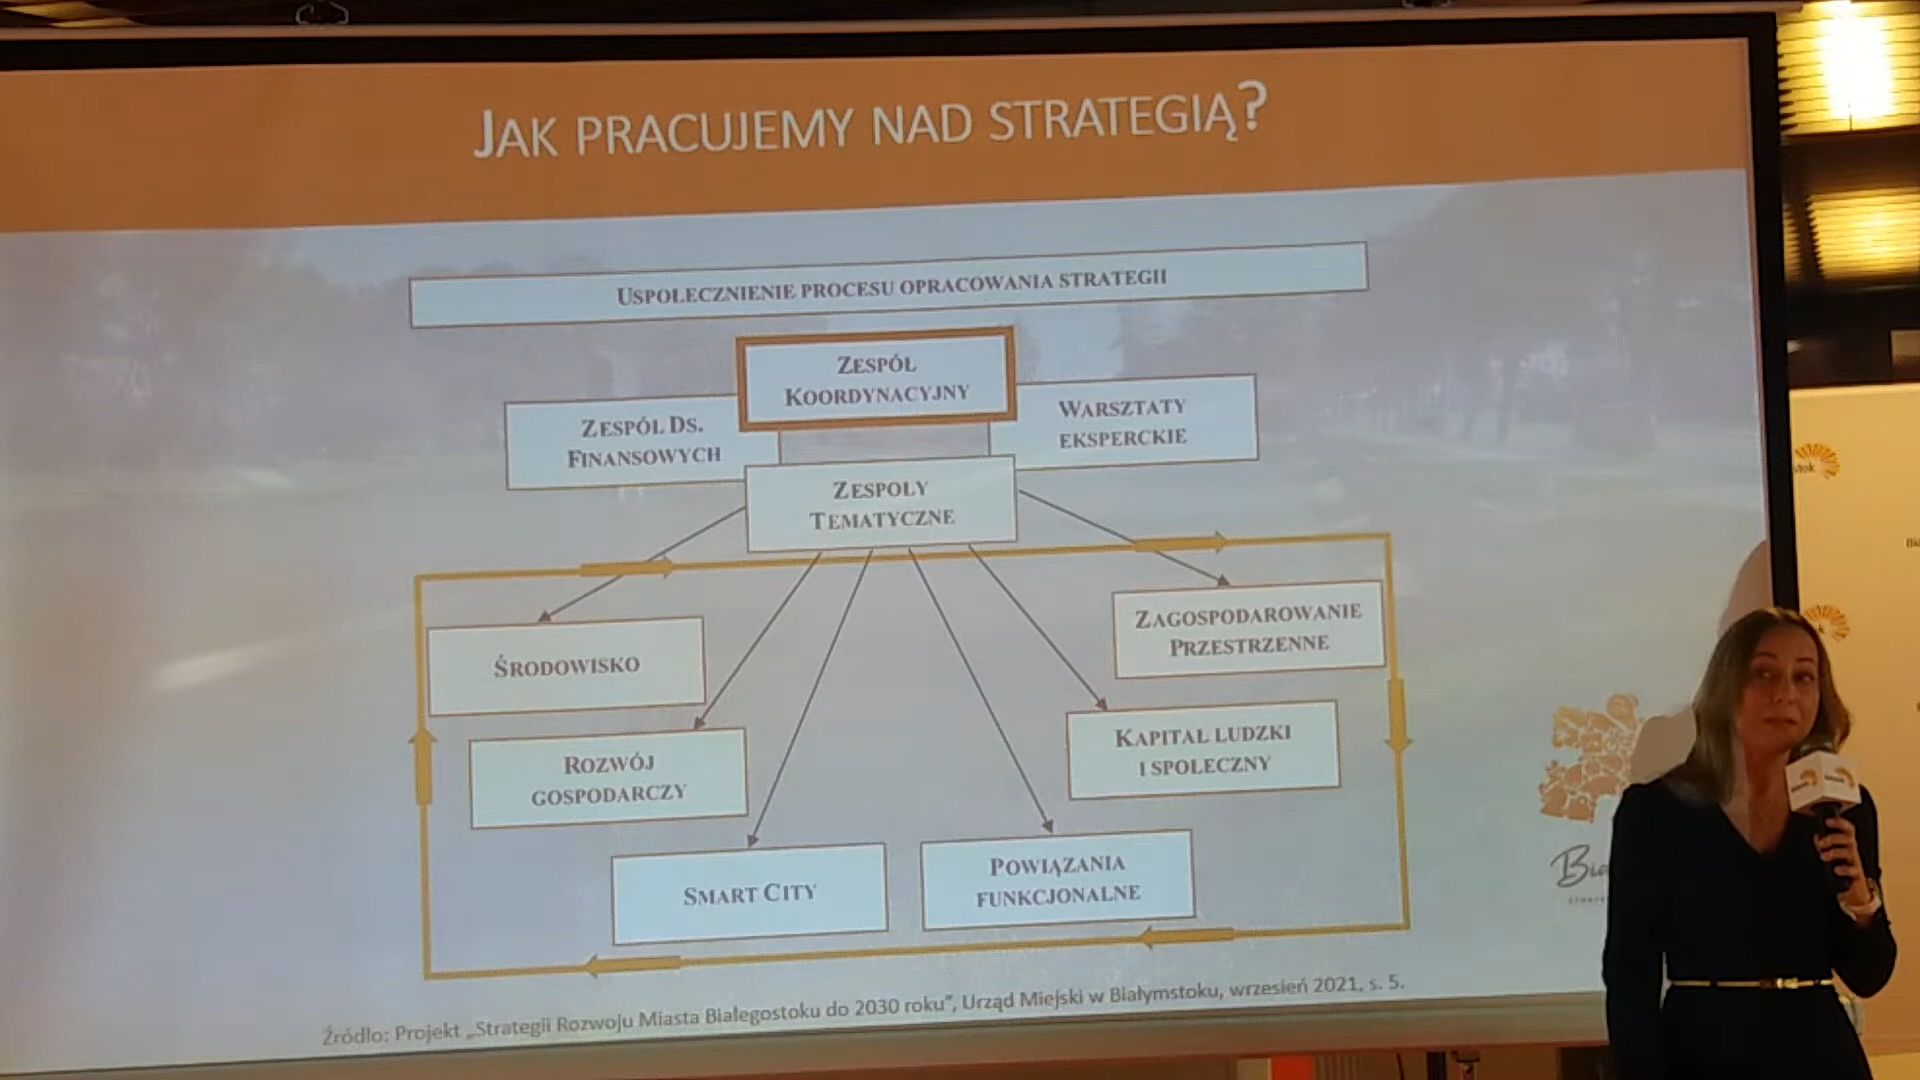 JAK PRACUJEMY NAD STRATEGIĄ?
USPOŁECZNIENIE PROCESU OPRACOWANIA STRATEGII
ZESPÓŁ
KOORDYNACYJNY
ZESPÓŁ DS.
FINANSOWYCH
WARSZTATY
EKSPERCKIE
ZESPOŁY
TEMATYCZNE
ŚRODOWISKO
ZAGOSPODAROWANIE
PRZESTRZENNE
ROZWÓJ
GOSPODARCZY
KAPITAŁ LUDZKI
I SPOŁECZNY
SMART CITY
POWIĄZANIA
FUNKCJONALNE
Źródło: Projekt „Strategii Rozwoju Miasta Białegostoku do 2030 roku”, Urząd Miejski w Białymstoku, wrzesień 2021, s. 5.